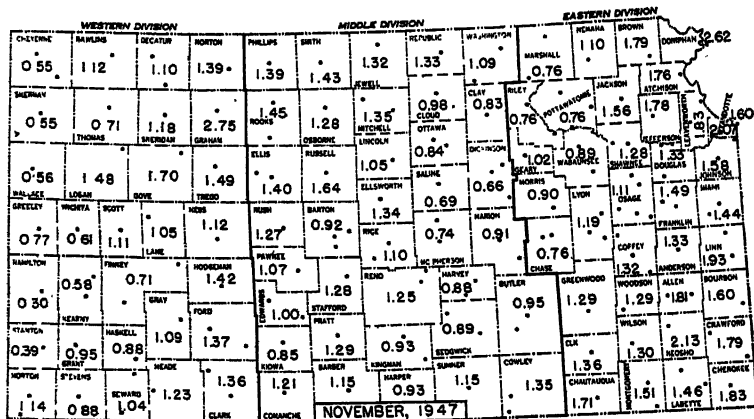 WESTERN DIVISION MIDDLE DIVISION EASTERN DIVISION
CHEYENNE RAWLINS DECATUR NORTON PHILLIPS SMITH JEWELL REPUBLIC WASHINGTON MARSHALL NEMAHA BROWN DONIPHAN
0.55 1.12 1.10 1.39 1.39 1.43 1.32 1.33 1.09 0.76 1.10 1.79 2.62
SHERMAN THOMAS SHERIDAN GRAHAM ROOKS OSBORNE MITCHELL CLOUD CLAY RILEY POTTAWATOMIE JACKSON ATCHISON
0.55 0.71 1.18 2.75 1.45 1.28 1.35 0.98 0.83 0.76 0.76 1.56 1.76
LINCOLN OTTAWA JEFFERSON LEAVENWORTH WYANDOTTE
1.05 0.84 1.78 1.83
WALLACE LOGAN GOVE TREGO ELLIS RUSSELL ELLSWORTH SALINE DICKINSON GEARY WABAUNSEE SHAWNEE DOUGLAS JOHNSON
0.56 1.48 1.70 1.49 1.40 1.64 1.34 0.69 0.66 1.02 0.89 1.28 1.33 1.58
GREELEY WICHITA SCOTT LANE NESS RUSH BARTON RICE MC PHERSON MARION MORRIS LYON OSAGE FRANKLIN MIAMI
0.77 0.61 1.11 1.05 1.12 1.27 0.92 1.10 0.74 0.91 0.90 1.19 1.11 1.49 1.44
HAMILTON KEARNY FINNEY HODGEMAN PAWNEE STAFFORD RENO HARVEY BUTLER CHASE COFFEY ANDERSON LINN
0.30 0.58 0.71 1.42 1.07 1.28 1.25 0.88 0.95 0.76 1.32 1.33 1.93
GRAY FORD EDWARDS PRATT SEDGWICK GREENWOOD WOODSON ALLEN BOURBON
1.09 1.37 1.00 1.29 0.89 1.29 1.29 1.81 1.60
STANTON GRANT HASKELL KIOWA KINGMAN ELK WILSON NEOSHO CRAWFORD
0.39 0.95 0.88 0.85 0.93 1.36 1.30 2.13 1.79
MORTON STEVENS SEWARD MEADE CLARK COMANCHE BARBER HARPER SUMNER COWLEY CHAUTAUQUA MONTGOMERY LABETTE CHEROKEE
1.14 0.88 1.04 1.23 1.36 1.21 1.15 0.93 1.15 1.35 1.71 1.51 1.46 1.83
NOVEMBER, 1947